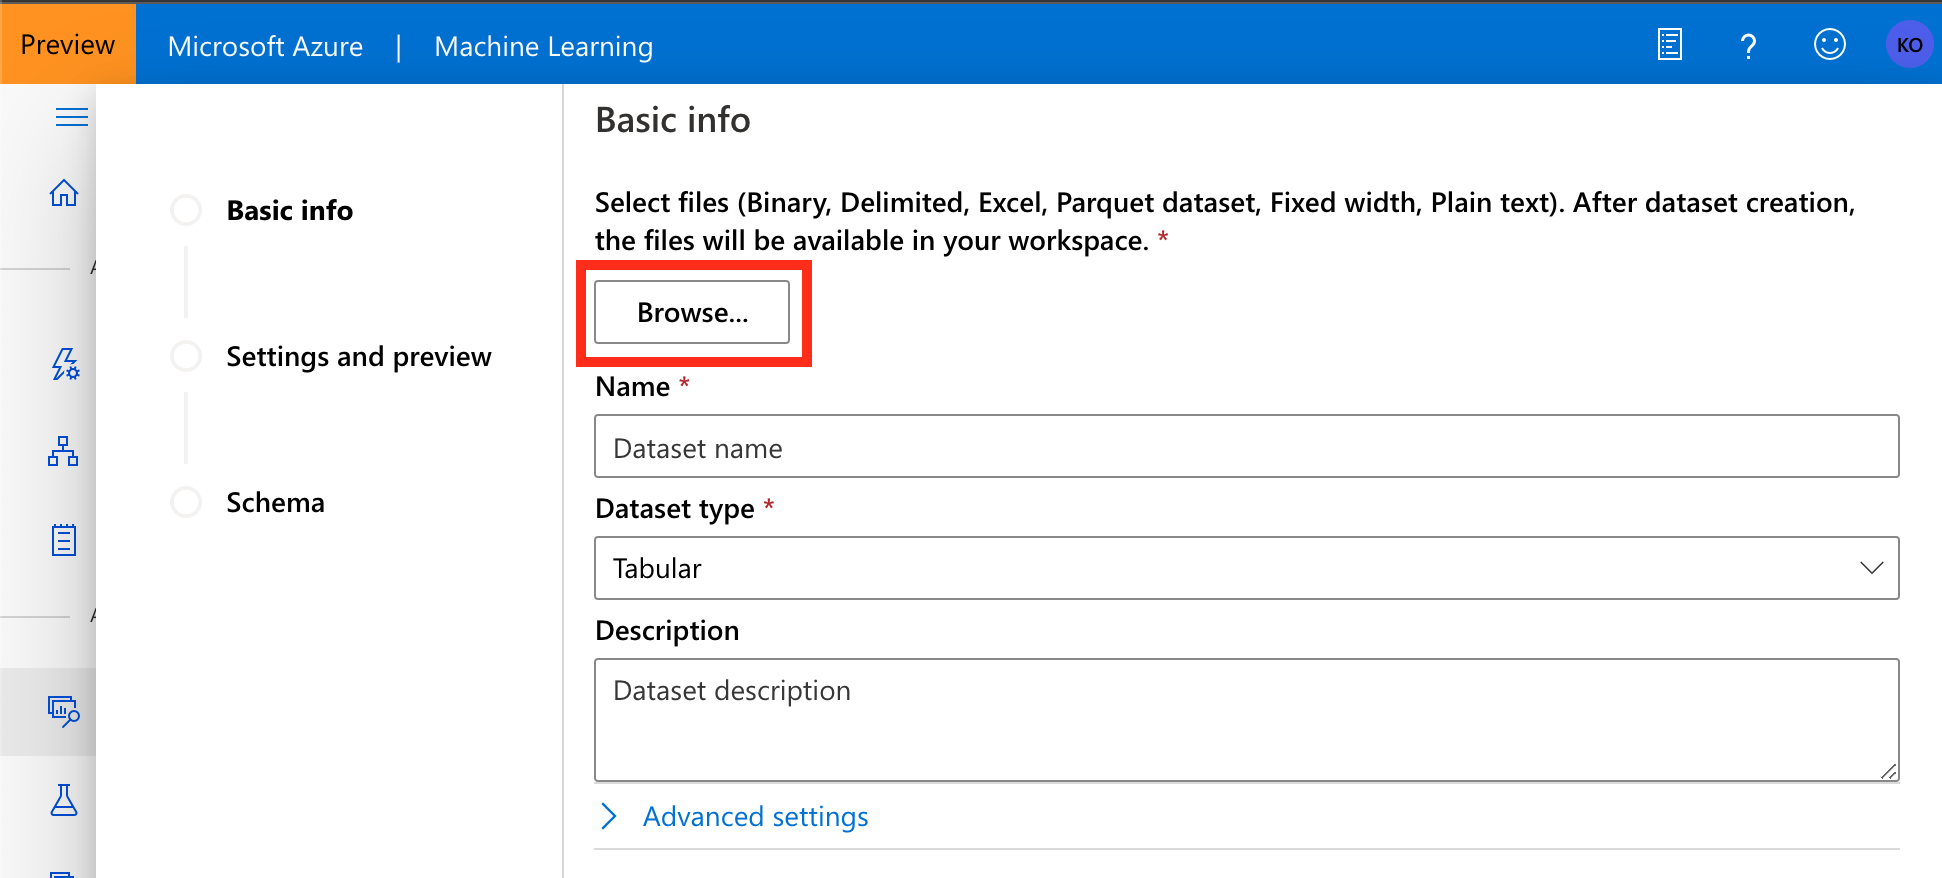 Preview
Microsoft Azure | Machine Learning
?
KO
Basic info
Settings and preview
Schema
Basic info
Select files (Binary, Delimited, Excel, Parquet dataset, Fixed width, Plain text). After dataset creation,
the files will be available in your workspace. *
Browse...
Name *
Dataset name
Dataset type *
Tabular
Description
Dataset description
Advanced settings